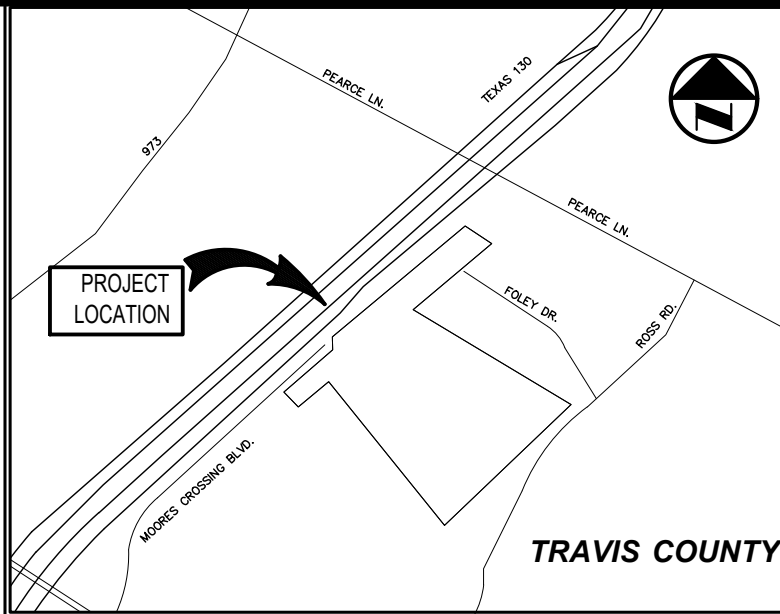 PEARCE LN.
TEXAS 130
N
973
PEARCE LN.
PROJECT
LOCATION
FOLEY DR.
ROSS RD.
MOORES CROSSING BLVD.
TRAVIS COUNTY